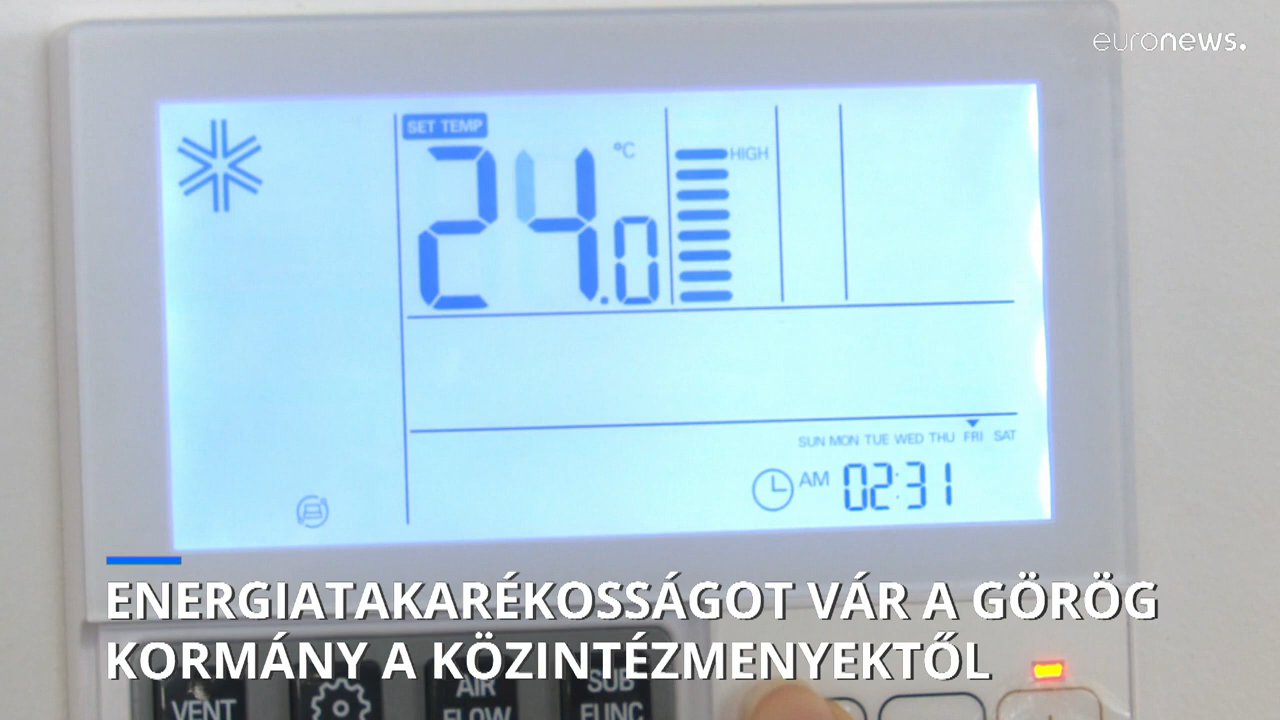 euronews.
SET TEMP
24.0 °C
HIGH
SUN MON TUE WED THU FRI SAT
AM 02:31
ENERGIATAKARÉKOSSÁGOT VÁR A GÖRÖG
KORMÁNY A KÖZINTÉZMENYEKTŐL
VENT
AIR
FLOW
SUB
FUNC